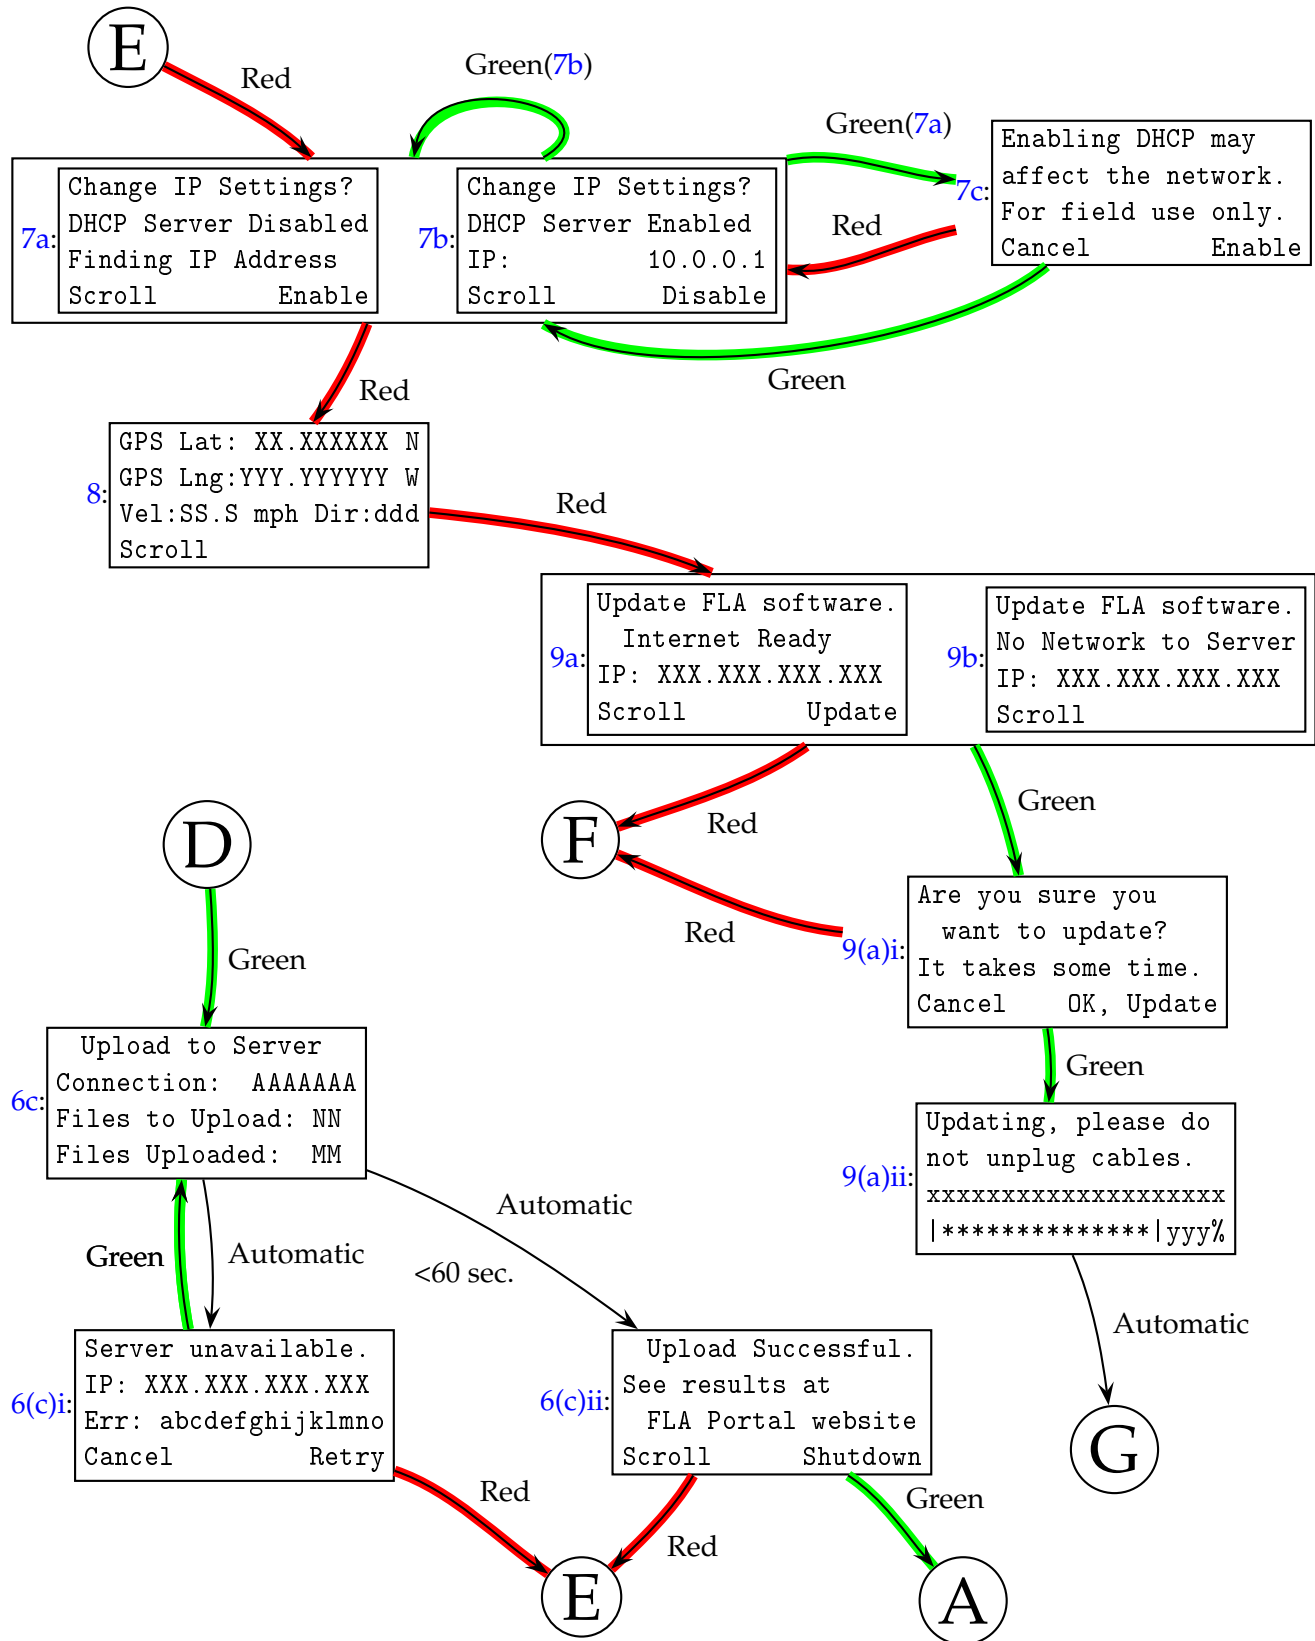 E
Red
Green(7b)
Green(7a)
7a:
Change IP Settings?
DHCP Server Disabled
Finding IP Address
Scroll Enable
7b:
Change IP Settings?
DHCP Server Enabled
IP: 10.0.0.1
Scroll Disable
7c:
Enabling DHCP may
affect the network.
For field use only.
Cancel Enable
Red
Green
Red
8:
GPS Lat: XX.XXXXXX N
GPS Lng:YYY.YYYYYY W
Vel:SS.S mph Dir:ddd
Scroll
Red
9a:
Update FLA software.
Internet Ready
IP: XXX.XXX.XXX.XXX
Scroll Update
9b:
Update FLA software.
No Network to Server
IP: XXX.XXX.XXX.XXX
Scroll
Red
Green
F
Red
9(a)i:
Are you sure you
want to update?
It takes some time.
Cancel OK, Update
Green
9(a)ii:
Updating, please do
not unplug cables.
xxxxxxxxxxxxxxxxxxxx
|**************|yyy%
Automatic
G
D
Green
6c:
Upload to Server
Connection: AAAAAAA
Files to Upload: NN
Files Uploaded: MM
Green
Automatic
Automatic
<60 sec.
6(c)i:
Server unavailable.
IP: XXX.XXX.XXX.XXX
Err: abcdefghijklmno
Cancel Retry
6(c)ii:
Upload Successful.
See results at
FLA Portal website
Scroll Shutdown
Red
Red
Green
E
A